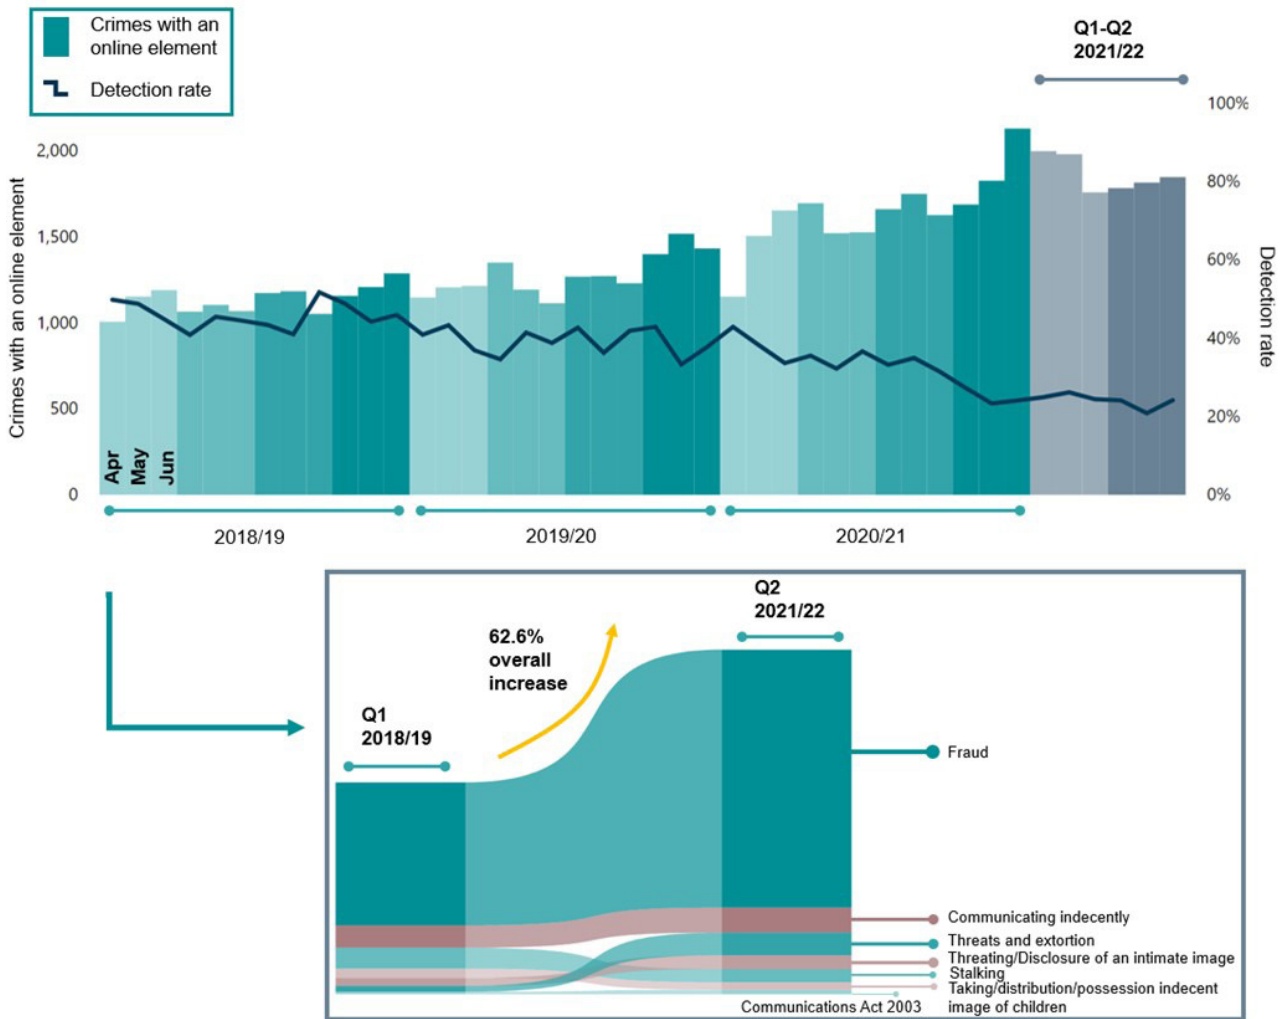 Crimes with an
online element
Detection rate
Q1-Q2
2021/22
Crimes with an online element
2,000
1,500
1,000
500
0
100%
80%
60%
40%
20%
0%
Detection rate
Apr
May
Jun
2018/19
2019/20
2020/21
Q1
2018/19
62.6%
overall
increase
Q2
2021/22
Fraud
Communicating indecently
Threats and extortion
Threating/Disclosure of an intimate image
Stalking
Taking/distribution/possession indecent
image of children
Communications Act 2003